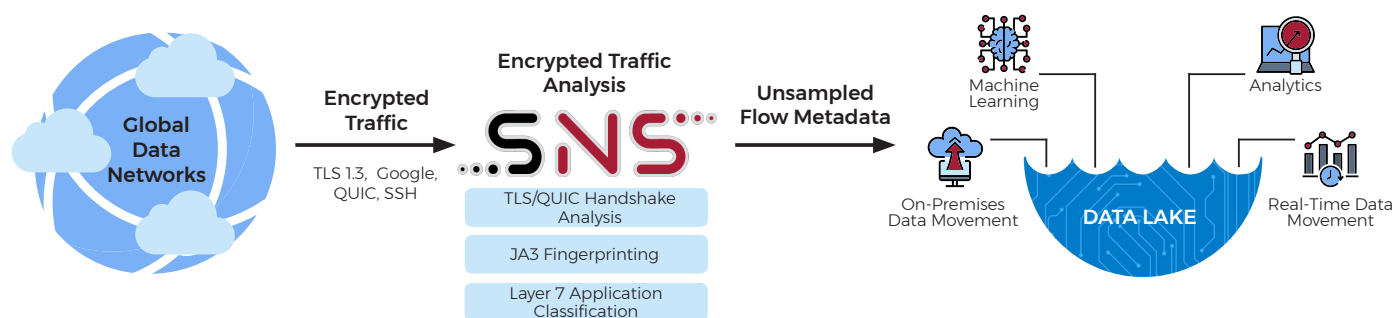 Global
Data
Networks
Encrypted
Traffic
TLS 1.3, Google,
QUIC, SSH
Encrypted Traffic
Analysis
SNS
TLS/QUIC Handshake
Analysis
JA3 Fingerprinting
Layer 7 Application
Classification
Unsampled
Flow Metadata
Machine
Learning
Analytics
On-Premises
Data Movement
DATA LAKE
Real-Time Data
Movement